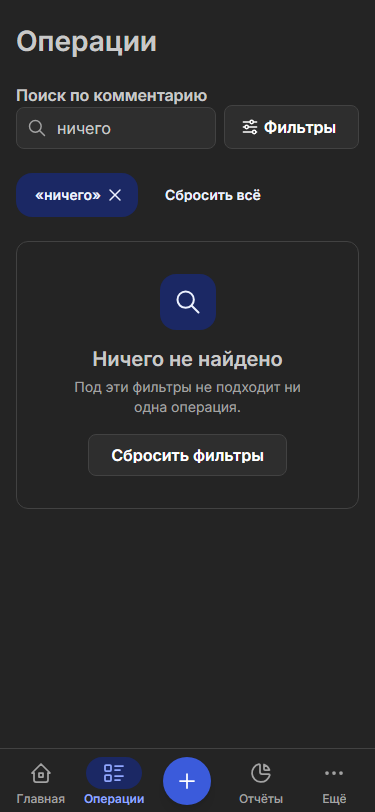 Операции
Поиск по комментарию
ничего
Фильтры
«ничего»
Сбросить всё
Ничего не найдено
Под эти фильтры не подходит ни
одна операция.
Сбросить фильтры
Главная
Операции
Отчёты
Ещё